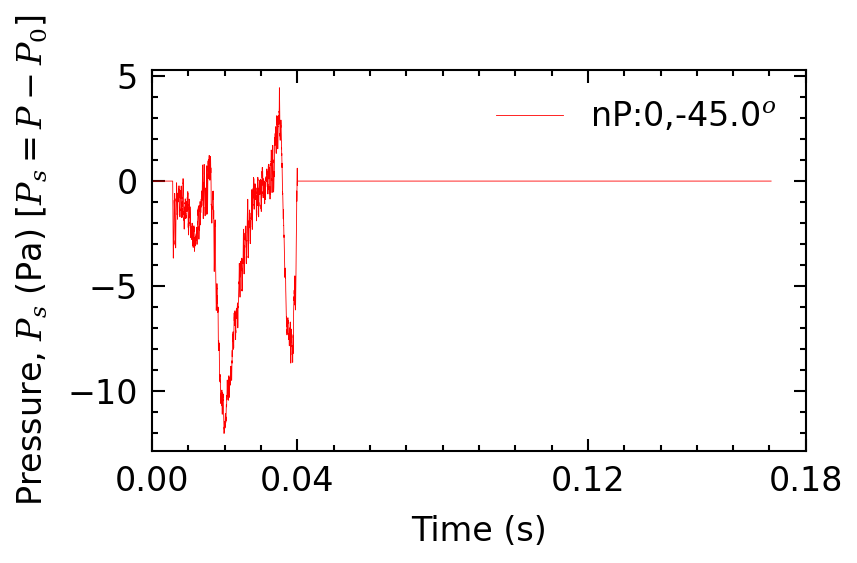 Pressure, P_s (Pa) [P_s = P − P_0]
5
0
−5
−10
nP:0,-45.0^o
0.00 0.04 0.12 0.18
Time (s)